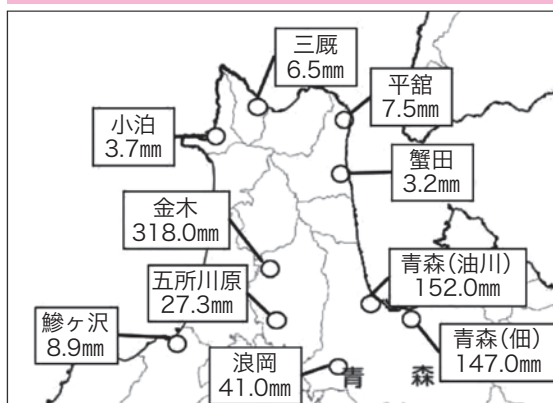 三厩
6.5mm
平舘
7.5mm
小泊
3.7mm
蟹田
3.2mm
金木
318.0mm
青森(油川)
152.0mm
五所川原
27.3mm
鰺ヶ沢
8.9mm
青森(佃)
147.0mm
浪岡
41.0mm
青森